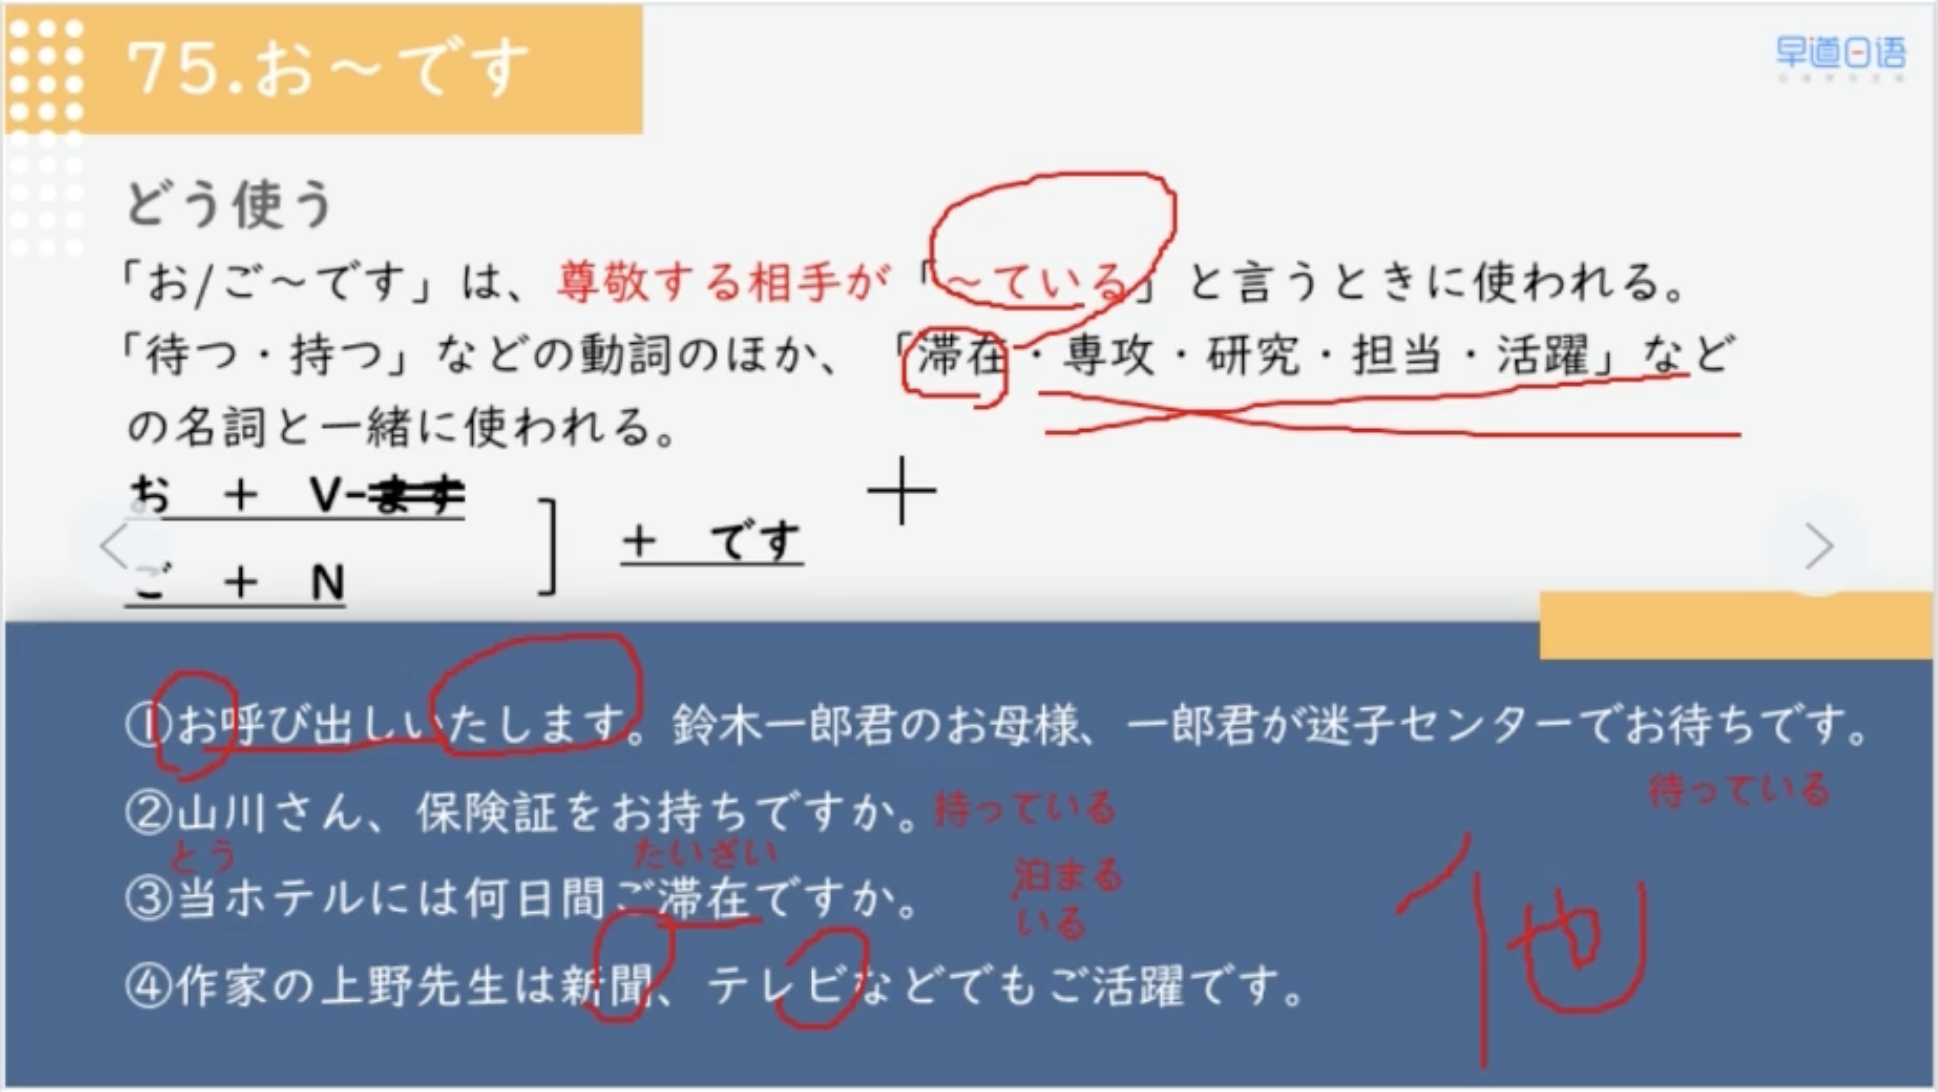 75.お～です
早道日语
どう使う
「お/ご～です」は、尊敬する相手が「～ている」と言うときに使われる。
「待つ・持つ」などの動詞のほか、「滞在・専攻・研究・担当・活躍」など
の名詞と一緒に使われる。
お + V-ます
+ です
ご + N
①お呼び出しいたします。鈴木一郎君のお母様、一郎君が迷子センターでお待ちです。
待っている
②山川さん、保険証をお持ちですか。持っている
とう たいざい
③当ホテルには何日間ご滞在ですか。
泊まる
いる
他
④作家の上野先生は新聞、テレビなどでもご活躍です。